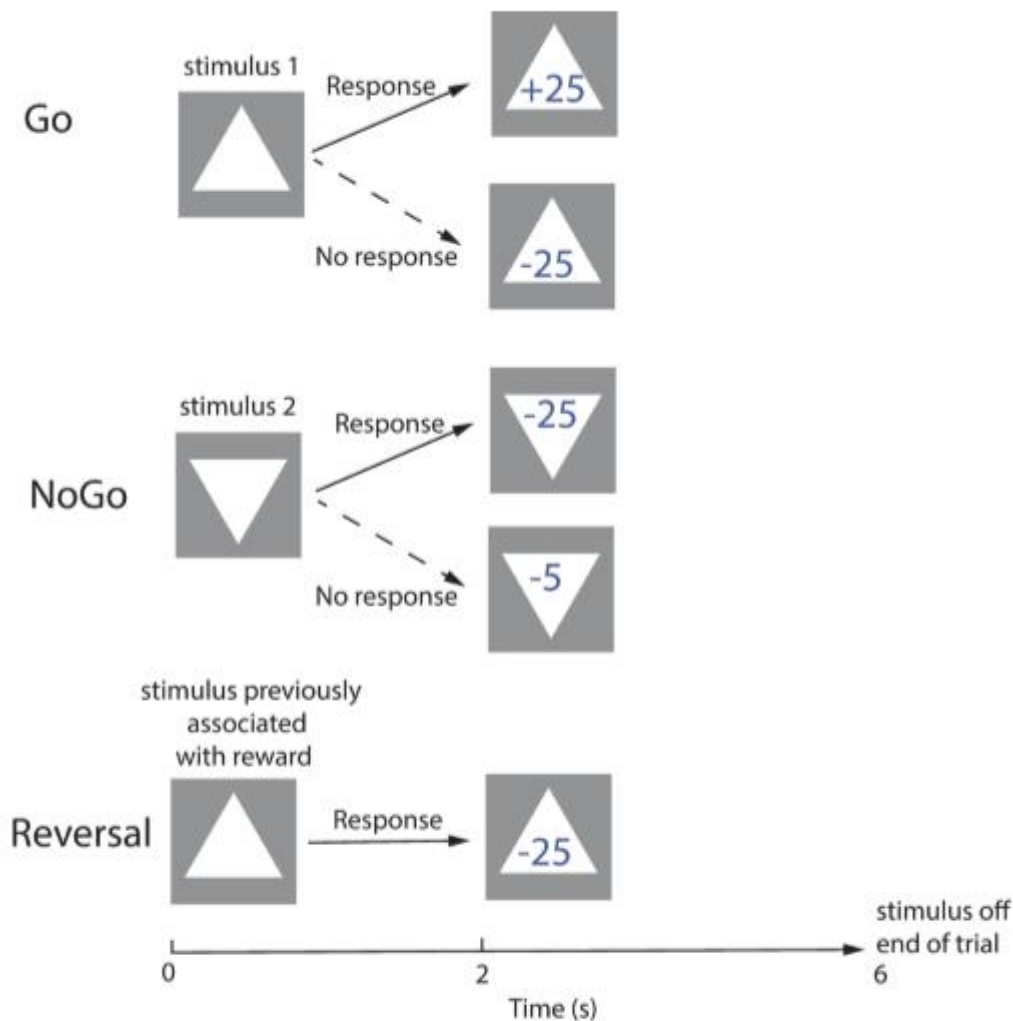 stimulus 1
Response
+25
Go
No response
-25
stimulus 2
Response
-25
NoGo
No response
-5
stimulus previously
associated
with reward
Reversal
Response
-25
stimulus off
end of trial
0
2
6
Time (s)